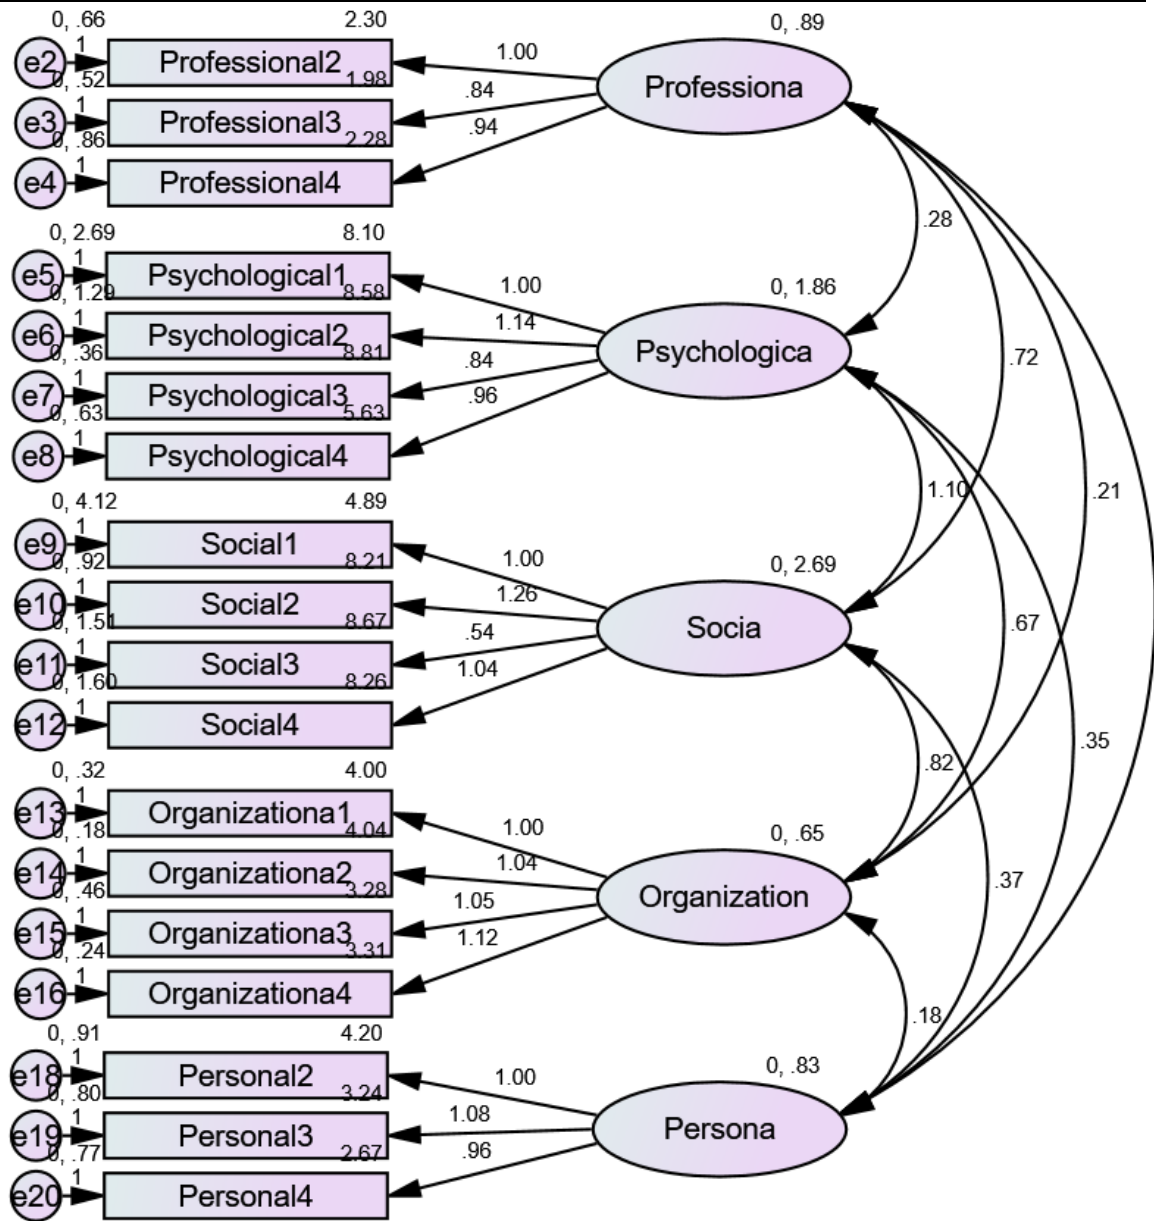 0, .66 2.30 0, .89
e2 1 Professional2 1.00 Professiona
0, .52 1.98 .84
e3 1 Professional3 .94
0, .86 2.28
e4 1 Professional4
.28
0, 2.69 8.10
e5 1 Psychological1 1.00 0, 1.86
0, 1.29 8.58 1.14
e6 1 Psychological2 Psychologica
0, .36 8.81 .84 .72
e7 1 Psychological3 .96
0, .63 5.63
e8 1 Psychological4
1.10 .21
0, 4.12 4.89
e9 1 Social1 1.00 0, 2.69
0, .92 8.21 1.26
e10 1 Social2 Socia .67
0, 1.51 8.67 .54
e11 1 Social3 1.04
0, 1.60 8.26
e12 1 Social4 .35
.82
0, .32 4.00
e13 1 Organizationa1 1.00 0, .65
0, .18 4.04 1.04
e14 1 Organizationa2 Organization .37
0, .46 3.28 1.05
e15 1 Organizationa3 1.12
0, .24 3.31
e16 1 Organizationa4
.18
0, .91 4.20 0, .83
e18 1 Personal2 1.00
0, .80 3.24 1.08
e19 1 Personal3 Persona
0, .77 2.67 .96
e20 1 Personal4